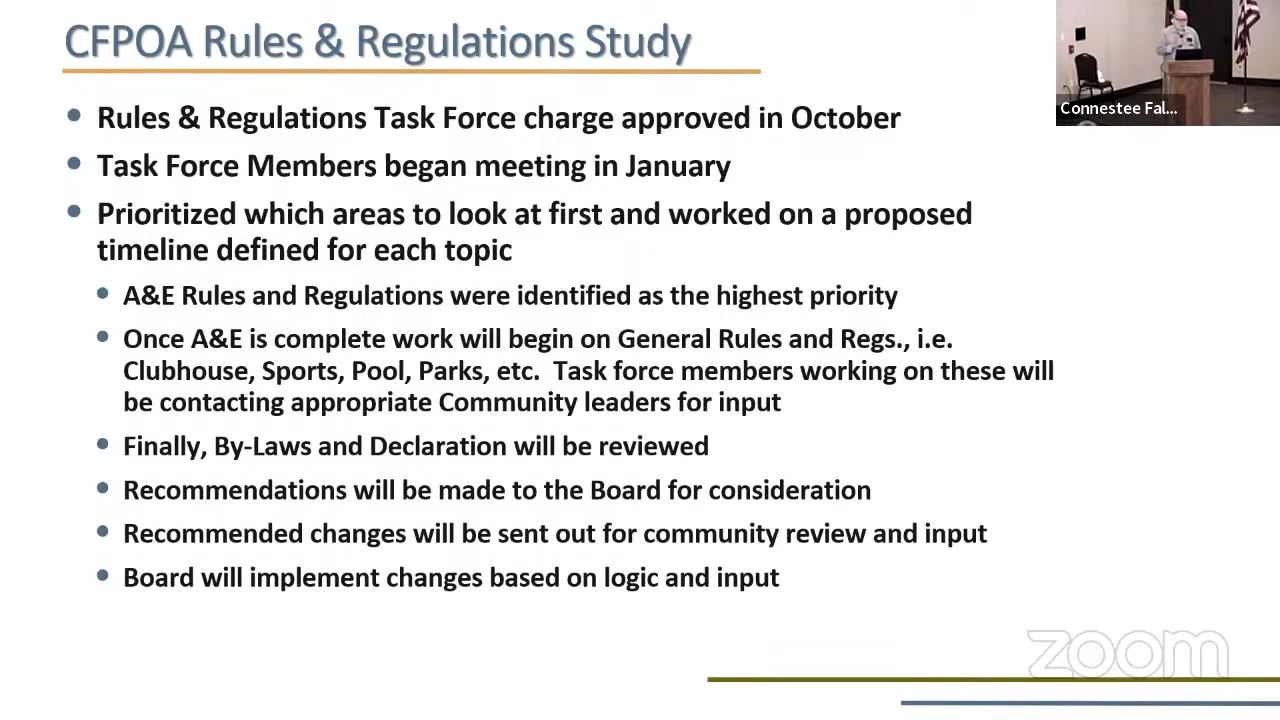 CFPOA Rules & Regulations Study
Connestee Fal...
Rules & Regulations Task Force charge approved in October
Task Force Members began meeting in January
Prioritized which areas to look at first and worked on a proposed
timeline defined for each topic
A&E Rules and Regulations were identified as the highest priority
Once A&E is complete work will begin on General Rules and Regs., i.e.
Clubhouse, Sports, Pool, Parks, etc.  Task force members working on these will
be contacting appropriate Community leaders for input
Finally, By-Laws and Declaration will be reviewed
Recommendations will be made to the Board for consideration
Recommended changes will be sent out for community review and input
Board will implement changes based on logic and input
zoom